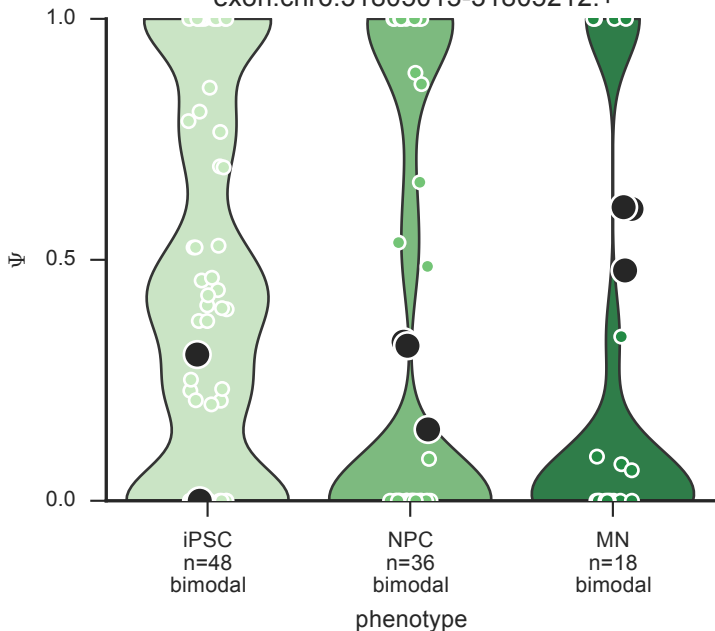 1.0
0.5
0.0
Ψ
iPSC
n=48
bimodal
NPC
n=36
bimodal
MN
n=18
bimodal
phenotype